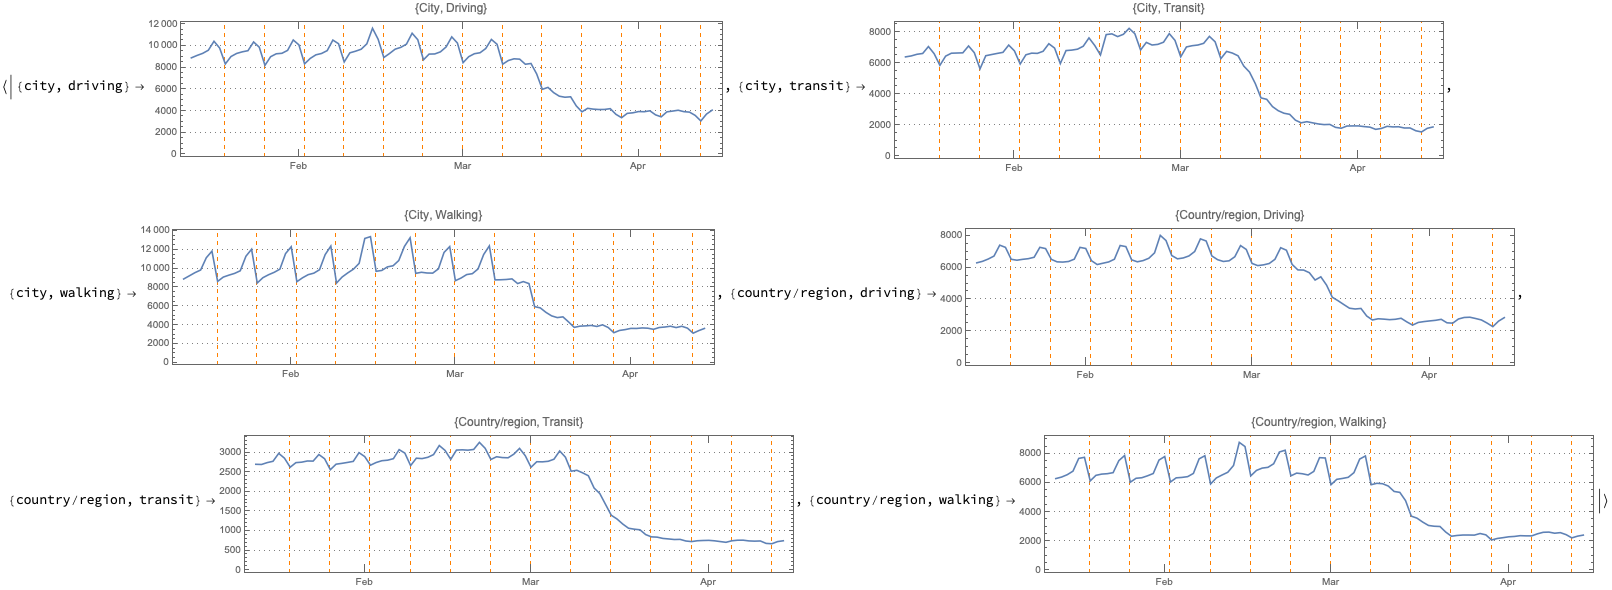 {City, Driving}
{City, Transit}
12 000
10 000
8000
6000
4000
2000
0
Feb Mar Apr
8000
6000
4000
2000
0
Feb Mar Apr
⟨| {city, driving} →
, {city, transit} →
,
{City, Walking}
{Country/region, Driving}
14 000
12 000
10 000
8000
6000
4000
2000
0
Feb Mar Apr
8000
6000
4000
2000
0
Feb Mar Apr
{city, walking} →
, {country/region, driving} →
,
{Country/region, Transit}
{Country/region, Walking}
3000
2500
2000
1500
1000
500
0
Feb Mar Apr
8000
6000
4000
2000
0
Feb Mar Apr
{country/region, transit} →
, {country/region, walking} →
|⟩